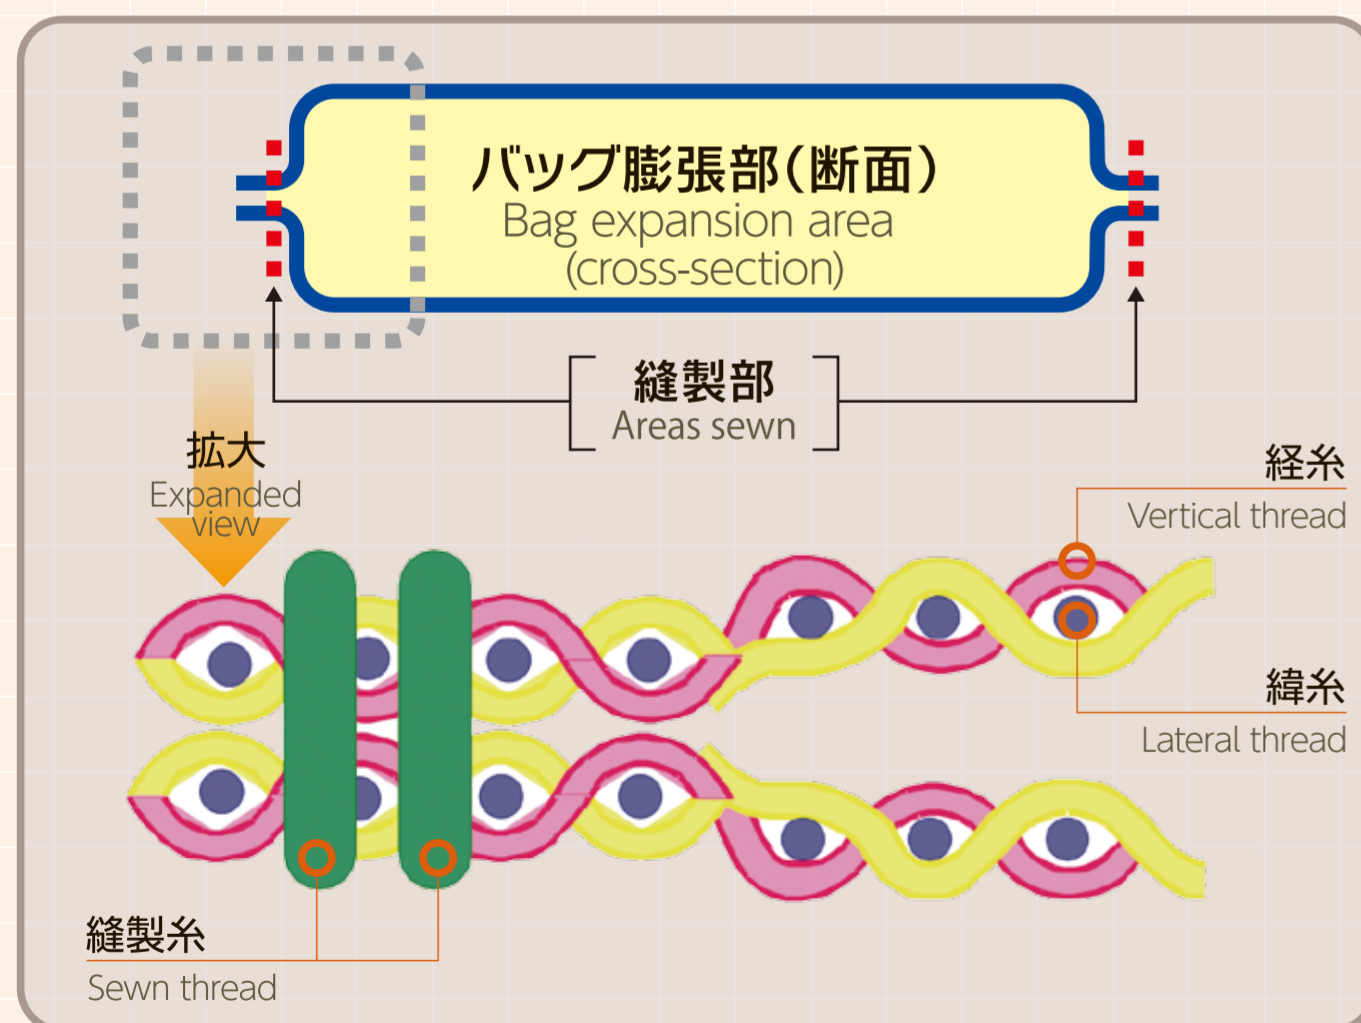 バッグ膨張部（断面）
Bag expansion area
(cross-section)
縫製部
Areas sewn
拡大
Expanded
view
経糸
Vertical thread
緯糸
Lateral thread
縫製糸
Sewn thread